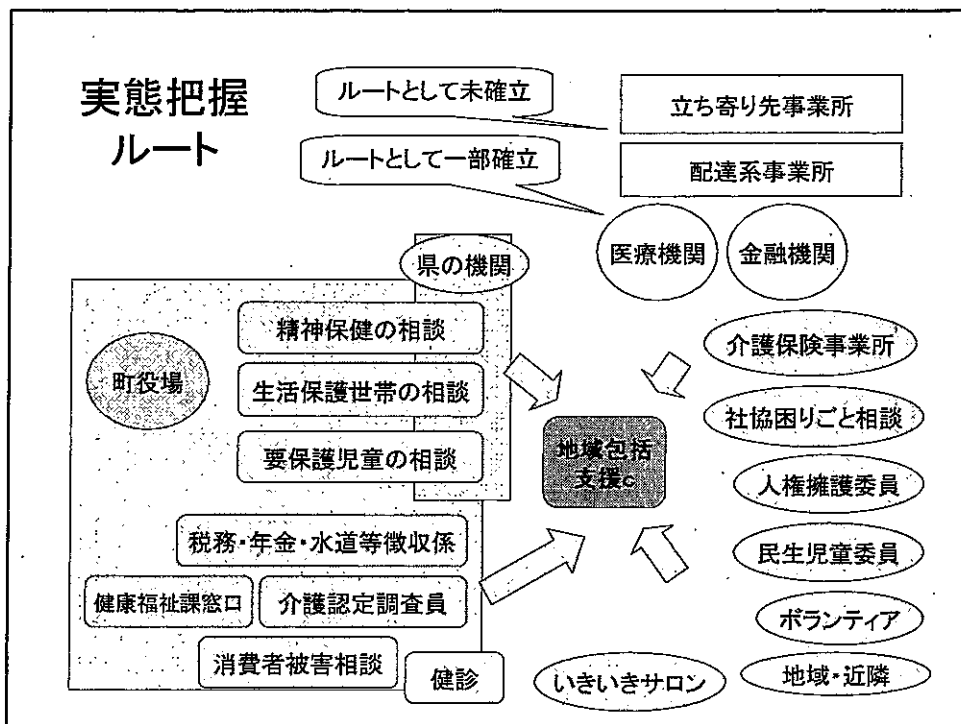 実態把握
ルート
ルートとして未確立
ルートとして一部確立
立ち寄り先事業所
配達系事業所
医療機関
金融機関
県の機関
町役場
精神保健の相談
生活保護世帯の相談
要保護児童の相談
税務・年金・水道等徴収係
健康福祉課窓口
介護認定調査員
消費者被害相談
健診
地域包括
支援c
介護保険事業所
社協困りごと相談
人権擁護委員
民生児童委員
ボランティア
地域・近隣
いきいきサロン